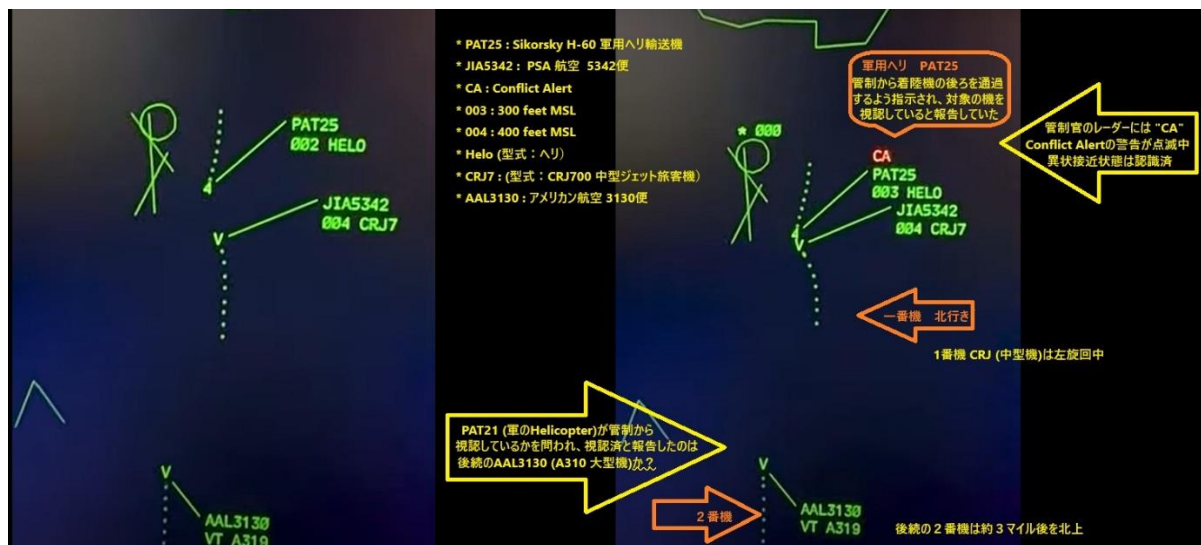 PAT25
002 HELO
JIA5342
004 CRJ7
AAL3130
VT A319
* PAT25 : Sikorsky H-60 軍用ヘリ輸送機
* JIA5342 : PSA 航空 5342便
* CA : Conflict Alert
* 003 : 300 feet MSL
* 004 : 400 feet MSL
* Helo (型式：ヘリ）
* CRJ7 : (型式：CRJ700 中型ジェット旅客機）
* AAL3130 : アメリカン航空 3130便
軍用ヘリ PAT25
管制から着陸機の後ろを通過
するよう指示され、対象の機を
視認していると報告していた
管制官のレーダーには "CA"
Conflict Alertの警告が点滅中
異状接近状態は認識済
* 000
CA
PAT25
003 HELO
JIA5342
004 CRJ7
一番機 北行き
1番機 CRJ (中型機)は左旋回中
PAT21 (軍のHelicopter)が管制から
視認しているかを問われ、視認済と報告したのは
後続のAAL3130 (A310 大型機)か？
２番機
AAL3130
VT A319
後続の２番機は約３マイル後を北上